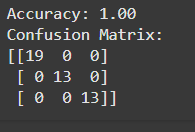 Accuracy: 1.00
Confusion Matrix:
[[19  0  0]
 [ 0 13  0]
 [ 0  0 13]]